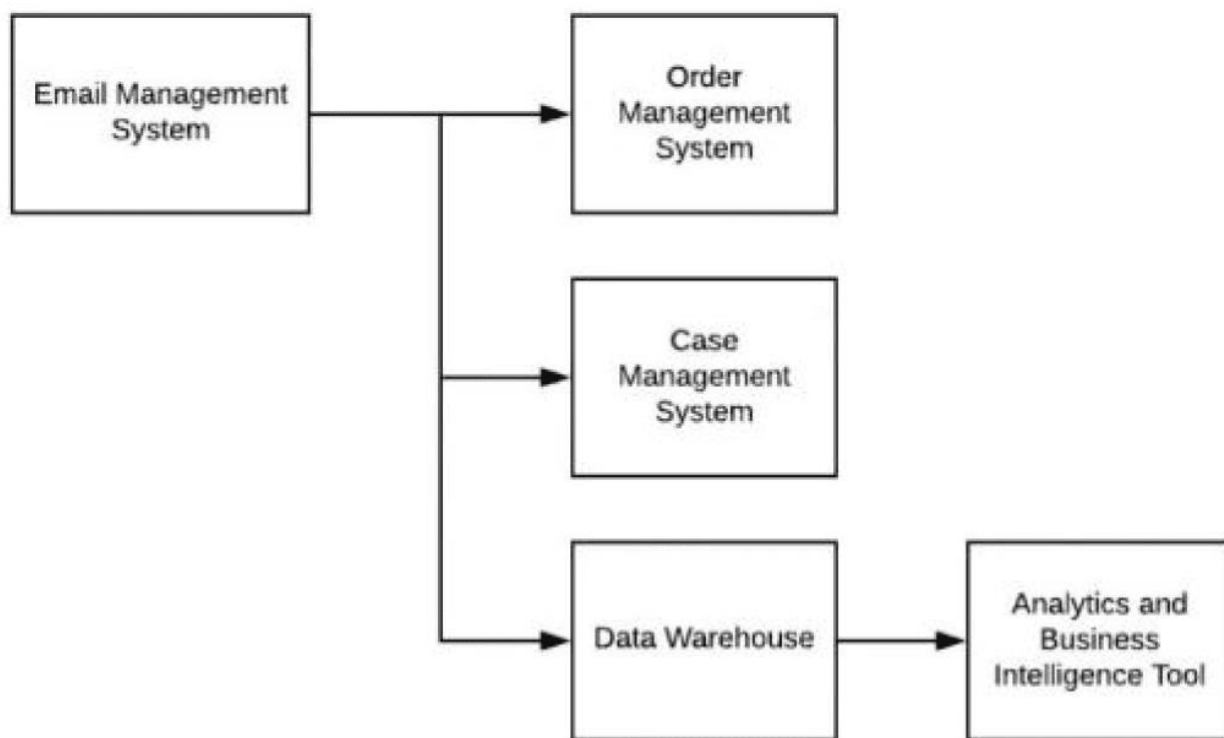 Email Management
System
Order
Management
System
Case
Management
System
Data Warehouse
Analytics and
Business
Intelligence Tool